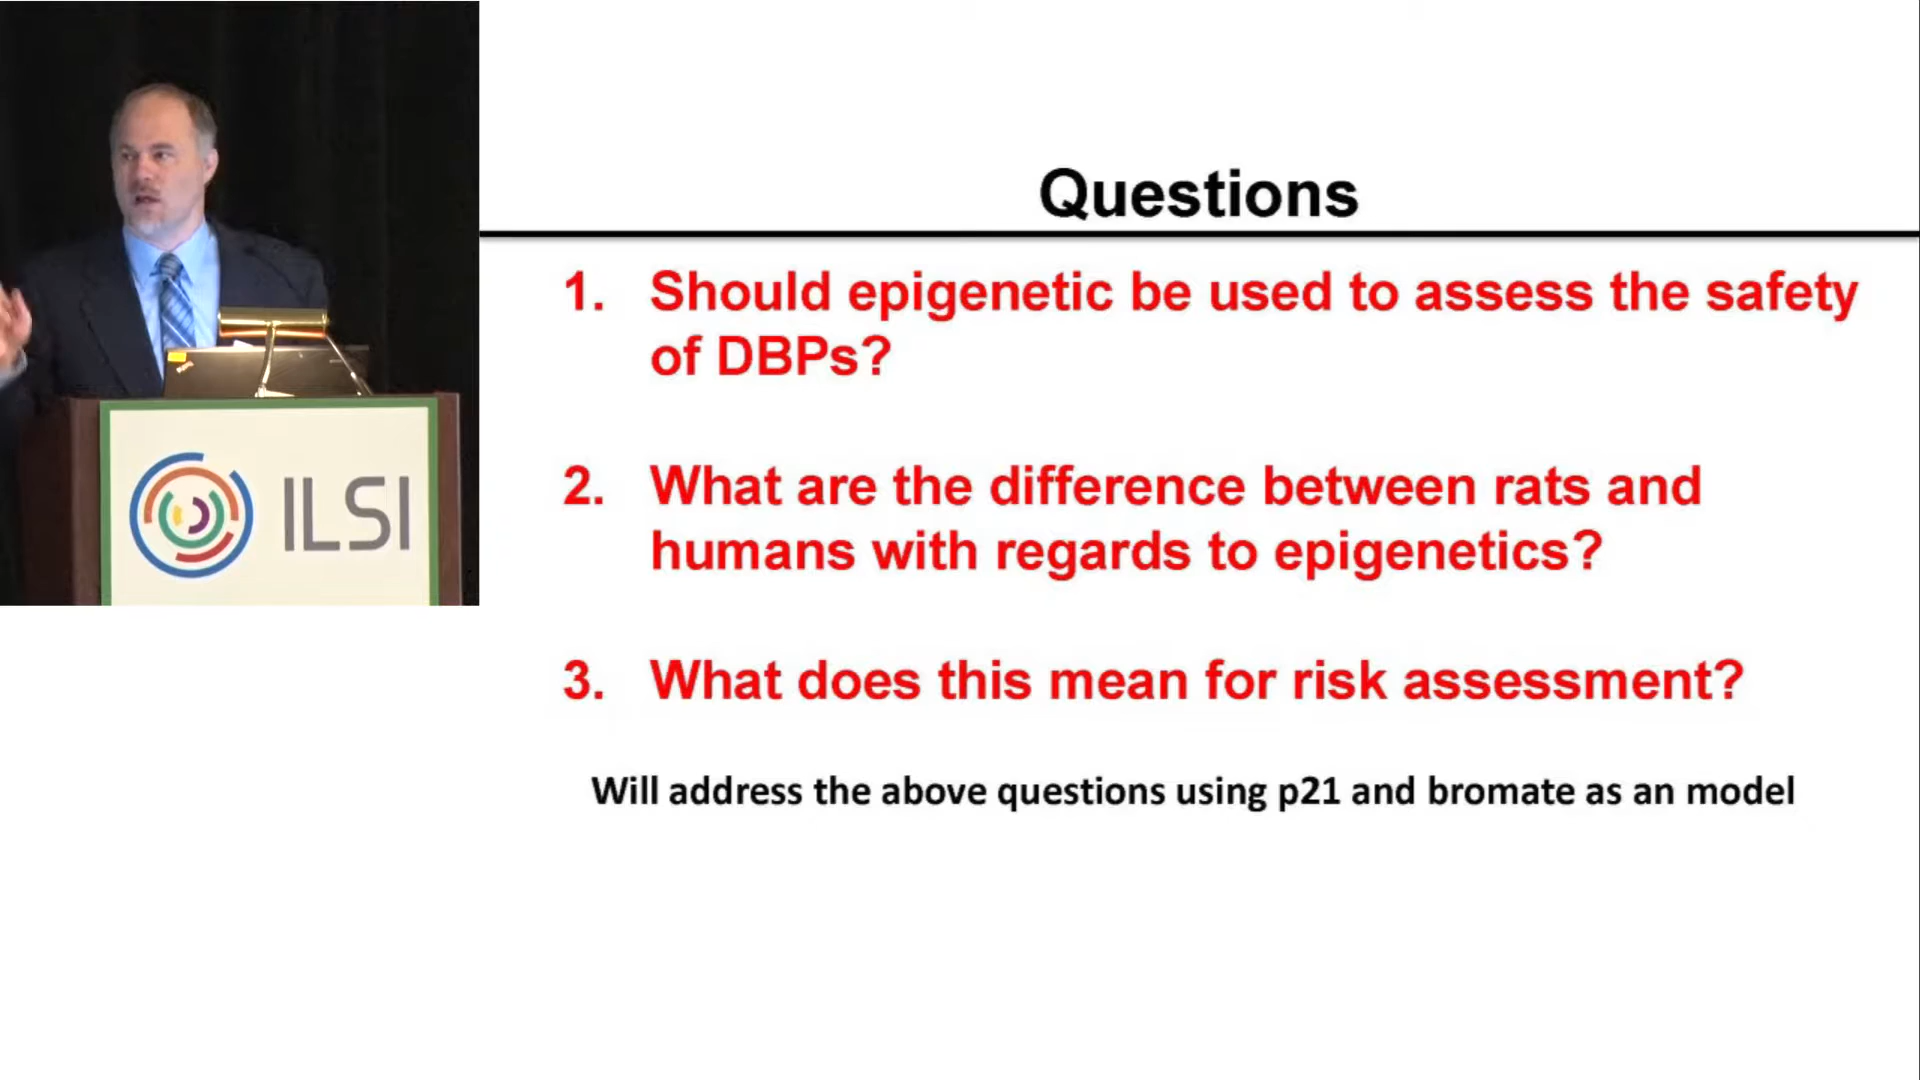 Questions
1. Should epigenetic be used to assess the safety
of DBPs?
2. What are the difference between rats and
humans with regards to epigenetics?
3. What does this mean for risk assessment?
Will address the above questions using p21 and bromate as an model
ILSI